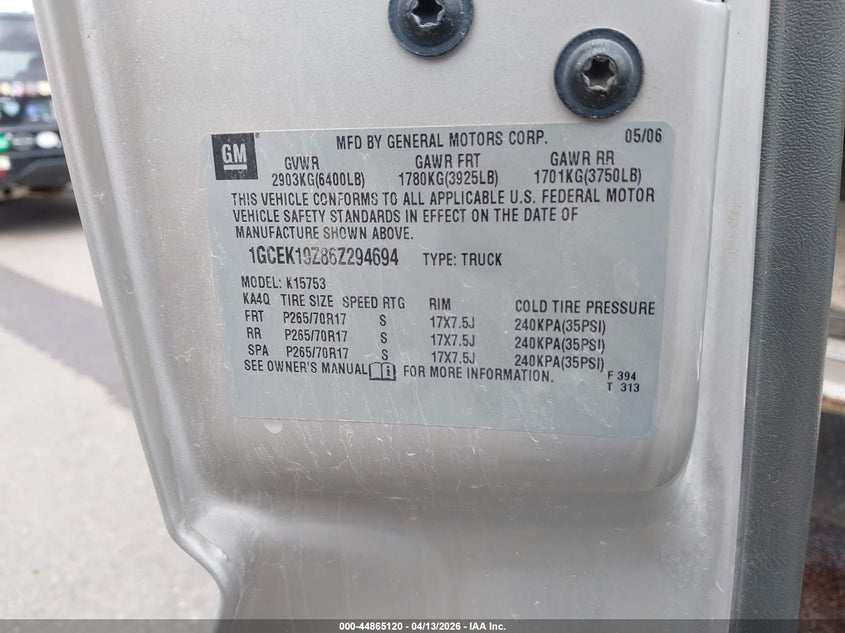 GM
MFD BY GENERAL MOTORS CORP. 05/06
GVWR GAWR FRT GAWR RR
2903KG(6400LB) 1780KG(3925LB) 1701KG(3750LB)
THIS VEHICLE CONFORMS TO ALL APPLICABLE U.S. FEDERAL MOTOR
VEHICLE SAFETY STANDARDS IN EFFECT ON THE DATE OF
MANUFACTURE SHOWN ABOVE.
1GCEK19Z86Z294694 TYPE: TRUCK
MODEL: K15753
KA4Q TIRE SIZE SPEED RTG RIM COLD TIRE PRESSURE
FRT P265/70R17 S 17X7.5J 240KPA(35PSI)
RR P265/70R17 S 17X7.5J 240KPA(35PSI)
SPA P265/70R17 S 17X7.5J 240KPA(35PSI)
SEE OWNER'S MANUAL FOR MORE INFORMATION.
F 394
T 313
000-44865120 - 04/13/2026 - IAA Inc.